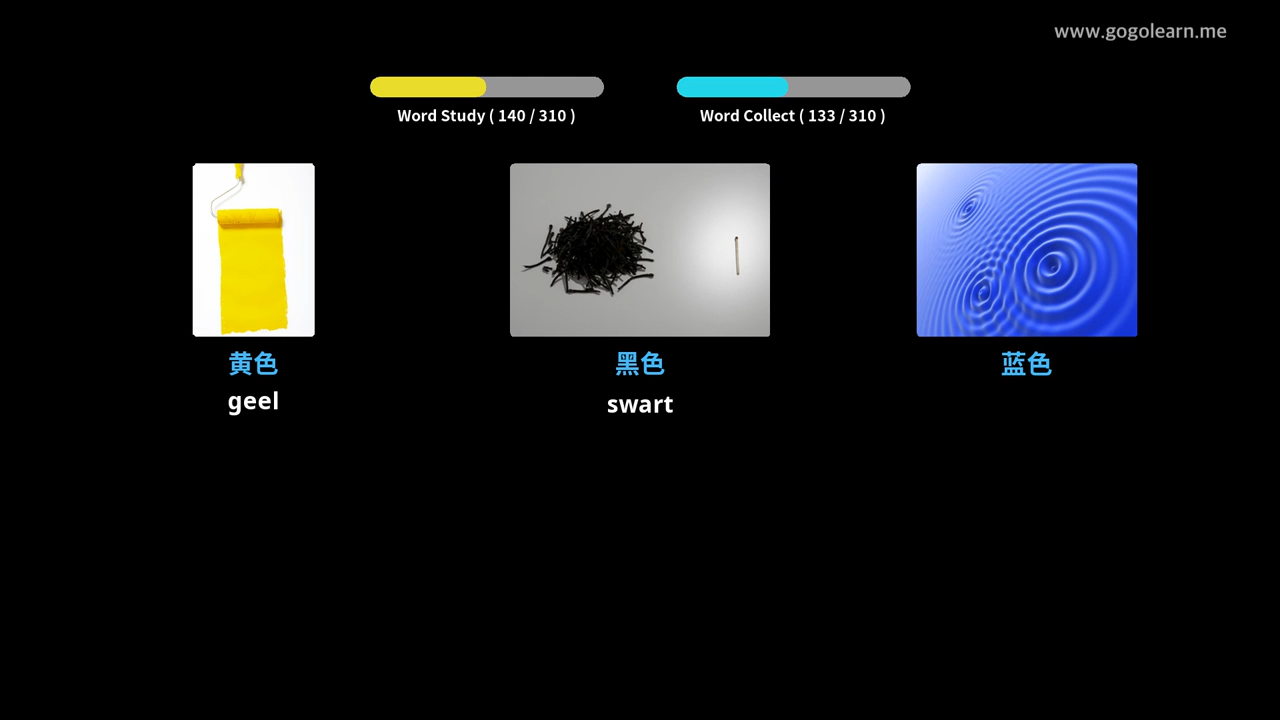 www.gogolearn.me
Word Study ( 140 / 310 )
Word Collect ( 133 / 310 )
黄色
黑色
蓝色
geel
swart